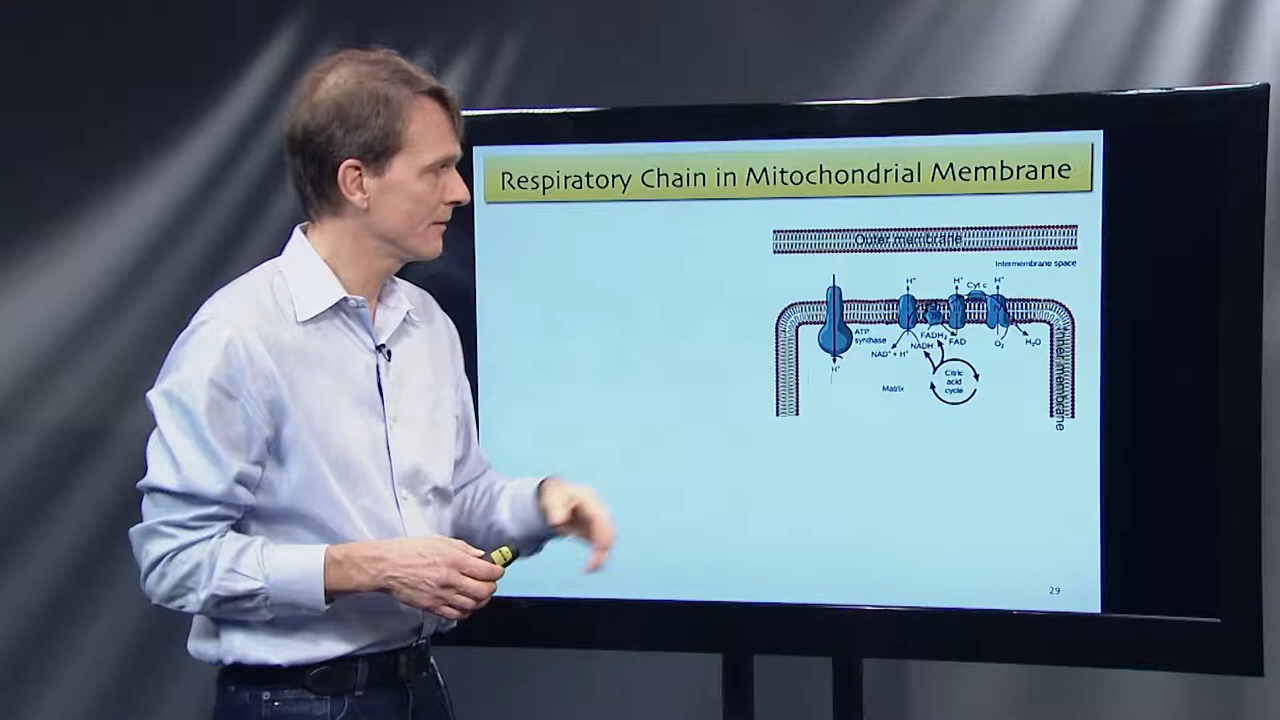 Respiratory Chain in Mitochondrial Membrane
Outer membrane
Intermembrane space
H⁺ H⁺ Cyt c H⁺
ATP
synthase
FADH₂
FAD
NADH
NAD⁺ + H⁺
O₂
H₂O
H⁺
Citric
acid
cycle
Matrix
Inner membrane
29